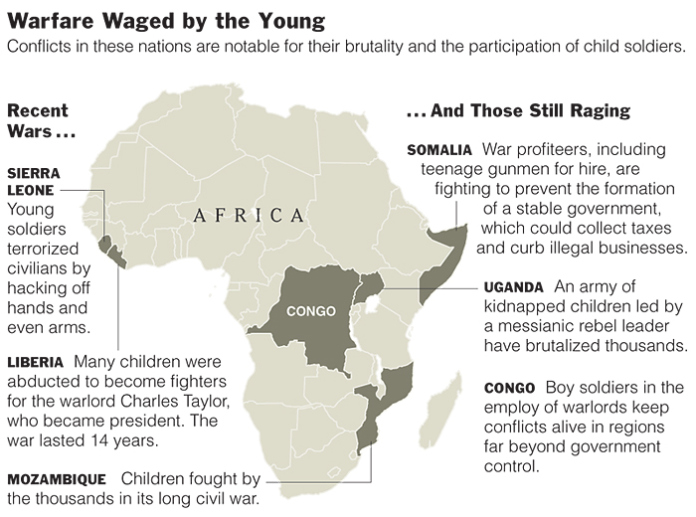 Warfare Waged by the Young
Conflicts in these nations are notable for their brutality and the participation of child soldiers.
Recent
Wars ...
SIERRA
LEONE
Young
soldiers
terrorized
civilians by
hacking off
hands and
even arms.
LIBERIA Many children were
abducted to become fighters
for the warlord Charles Taylor,
who became president. The
war lasted 14 years.
MOZAMBIQUE Children fought by
the thousands in its long civil war.
AFRICA
CONGO
... And Those Still Raging
SOMALIA War profiteers, including
teenage gunmen for hire, are
fighting to prevent the formation
of a stable government,
which could collect taxes
and curb illegal businesses.
UGANDA An army of
kidnapped children led by
a messianic rebel leader
have brutalized thousands.
CONGO Boy soldiers in the
employ of warlords keep
conflicts alive in regions
far beyond government
control.